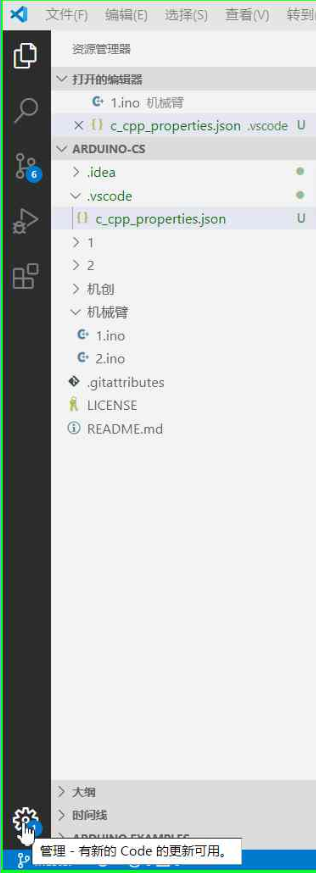 文件(F) 编辑(E) 选择(S) 查看(V) 转到
资源管理器
打开的编辑器
1.ino 机械臂
c_cpp_properties.json .vscode U
ARDUINO-CS
.idea
.vscode
c_cpp_properties.json U
1
2
机创
机械臂
1.ino
2.ino
.gitattributes
LICENSE
README.md
6
大纲
时间线
ARDUINO EXAMPLES
1
管理 - 有新的 Code 的更新可用。